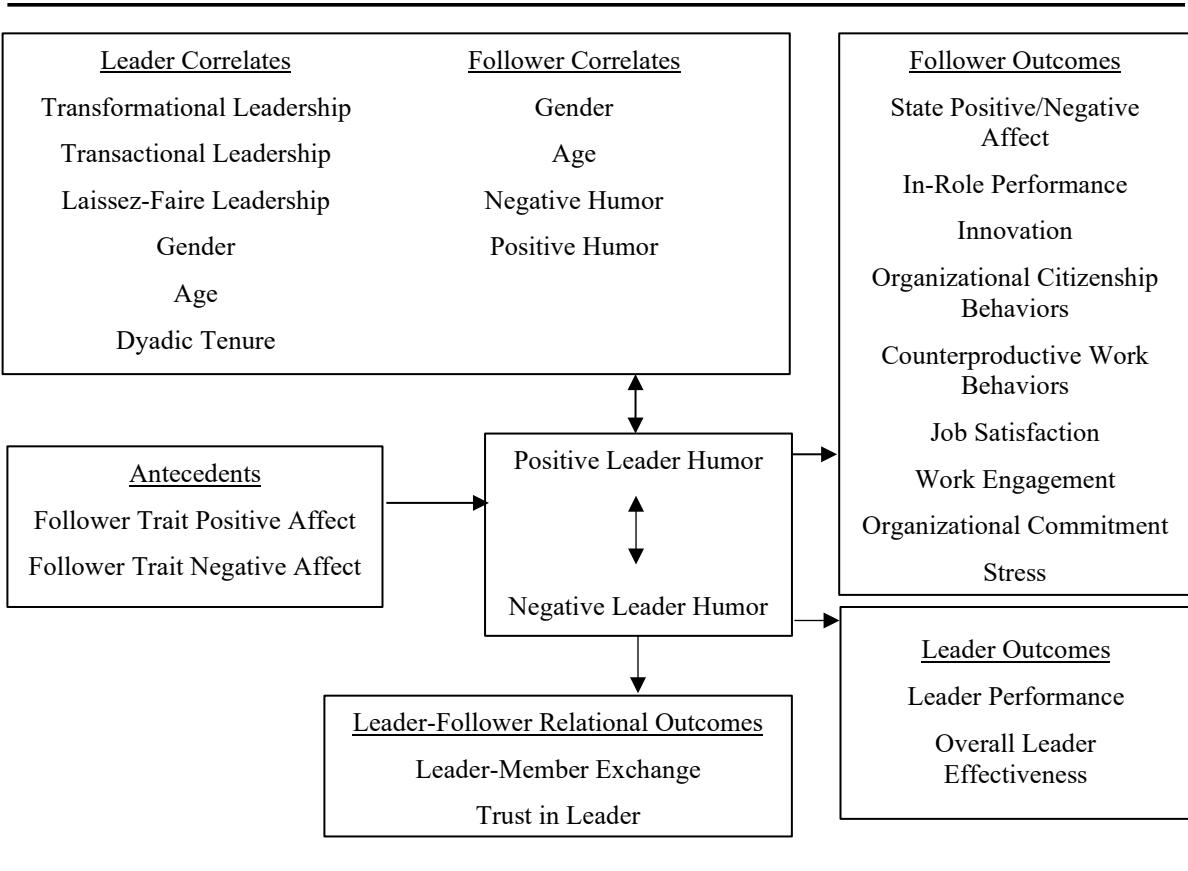 Leader Correlates
Transformational Leadership
Transactional Leadership
Laissez-Faire Leadership
Gender
Age
Dyadic Tenure
Follower Correlates
Gender
Age
Negative Humor
Positive Humor
Follower Outcomes
State Positive/Negative
Affect
In-Role Performance
Innovation
Organizational Citizenship
Behaviors
Counterproductive Work
Behaviors
Job Satisfaction
Work Engagement
Organizational Commitment
Stress
Antecedents
Follower Trait Positive Affect
Follower Trait Negative Affect
Positive Leader Humor
Negative Leader Humor
Leader Outcomes
Leader Performance
Overall Leader
Effectiveness
Leader-Follower Relational Outcomes
Leader-Member Exchange
Trust in Leader